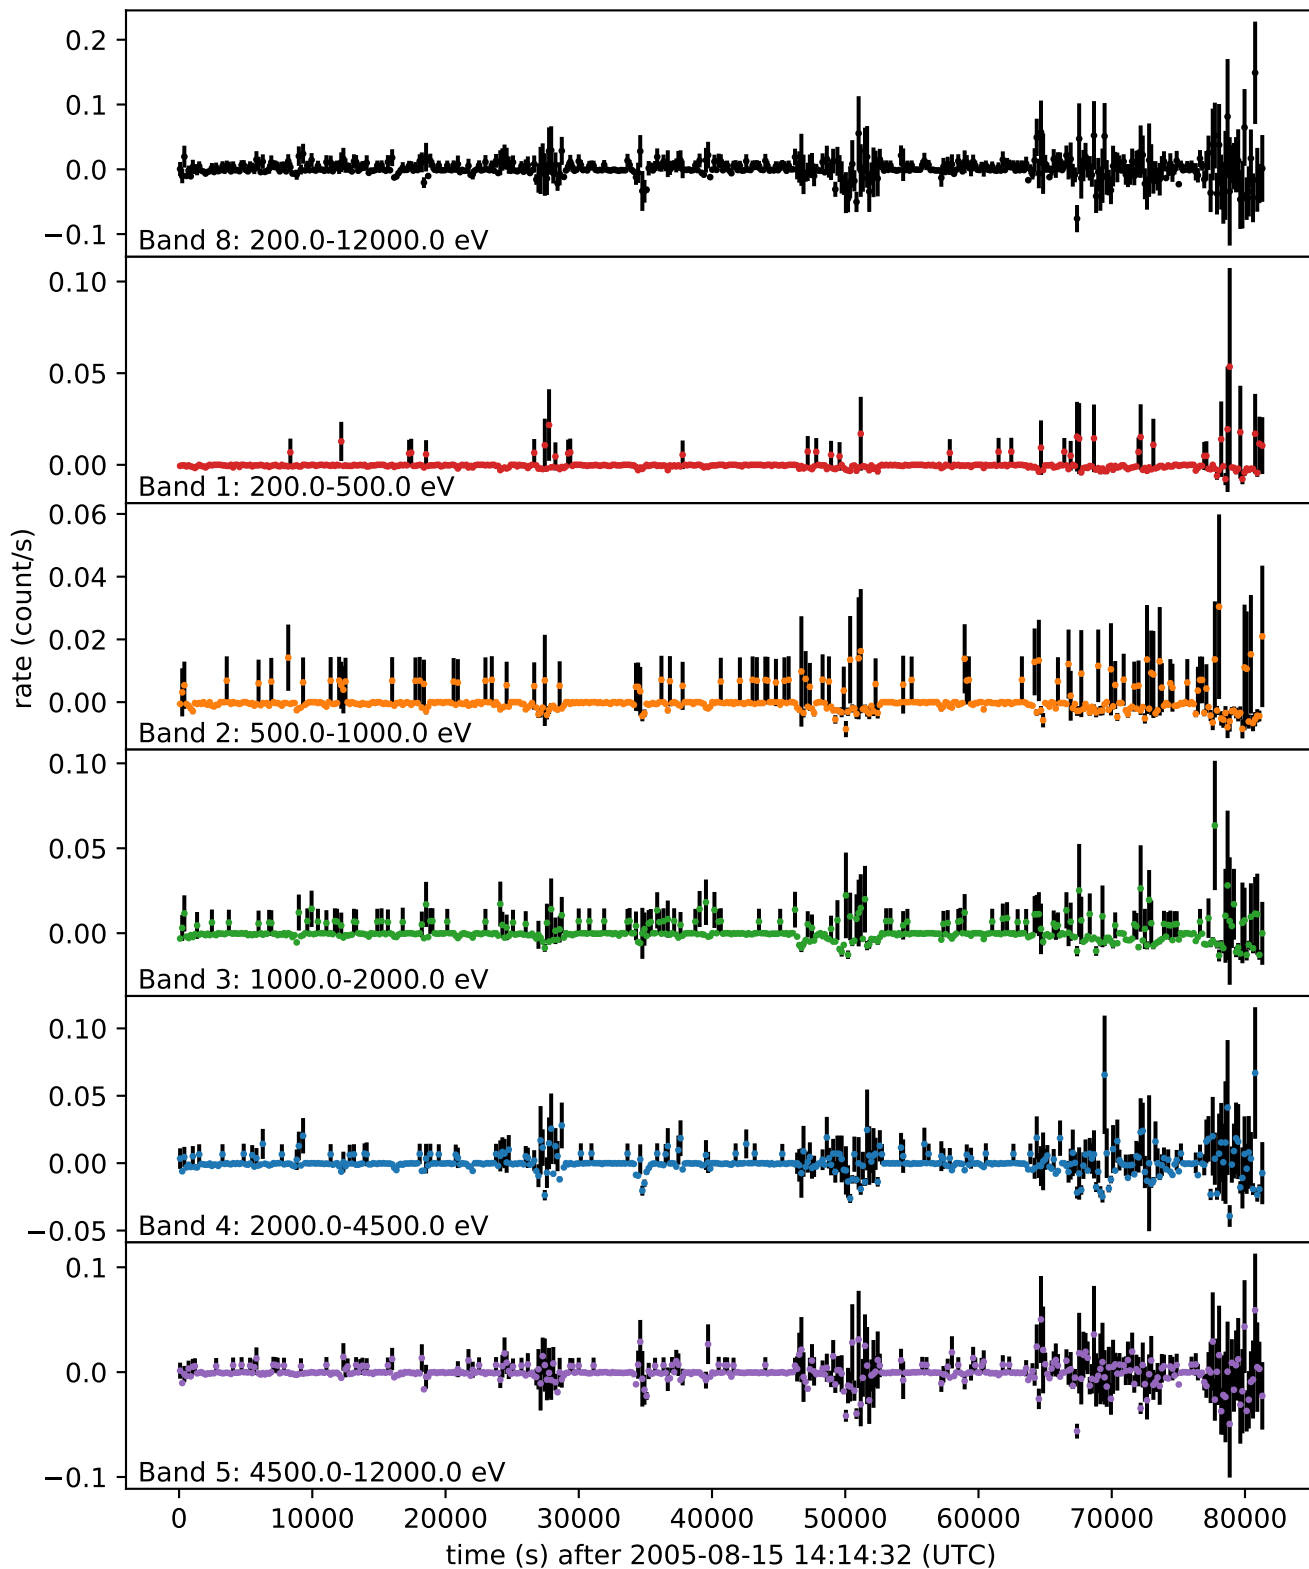 0.2
0.1
0.0
−0.1
Band 8: 200.0-12000.0 eV
0.10
0.05
0.00
Band 1: 200.0-500.0 eV
0.06
0.04
0.02
0.00
Band 2: 500.0-1000.0 eV
rate (count/s)
0.10
0.05
0.00
Band 3: 1000.0-2000.0 eV
0.10
0.05
0.00
−0.05
Band 4: 2000.0-4500.0 eV
0.1
0.0
−0.1
Band 5: 4500.0-12000.0 eV
0 10000 20000 30000 40000 50000 60000 70000 80000
time (s) after 2005-08-15 14:14:32 (UTC)